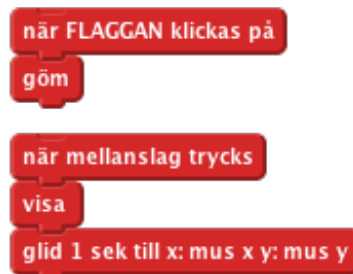 när FLAGGAN klickas på
göm
när mellanslag trycks
visa
glid 1 sek till x: mus x y: mus y